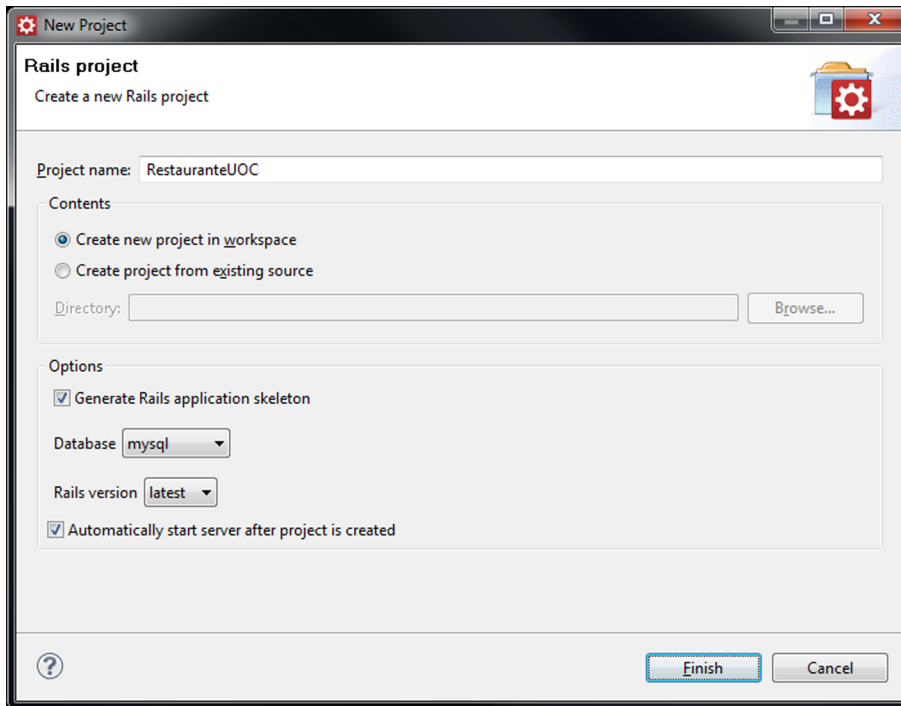 New Project
Rails project
Create a new Rails project
Project name: RestauranteUOC
Contents
Create new project in workspace
Create project from existing source
Directory: Browse...
Options
Generate Rails application skeleton
Database mysql
Rails version latest
Automatically start server after project is created
? Finish Cancel